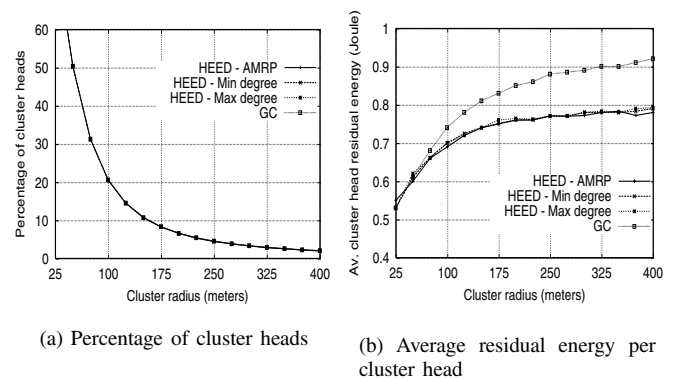 60
50
40
30
20
10
0
Percentage of cluster heads
HEED - AMRP
HEED - Min degree
HEED - Max degree
GC
25 100 175 250 325 400
Cluster radius (meters)
(a) Percentage of cluster heads
1
0.9
0.8
0.7
0.6
0.5
0.4
Av. cluster head residual energy (Joule)
HEED - AMRP
HEED - Min degree
HEED - Max degree
GC
25 100 175 250 325 400
Cluster radius (meters)
(b) Average residual energy per
cluster head